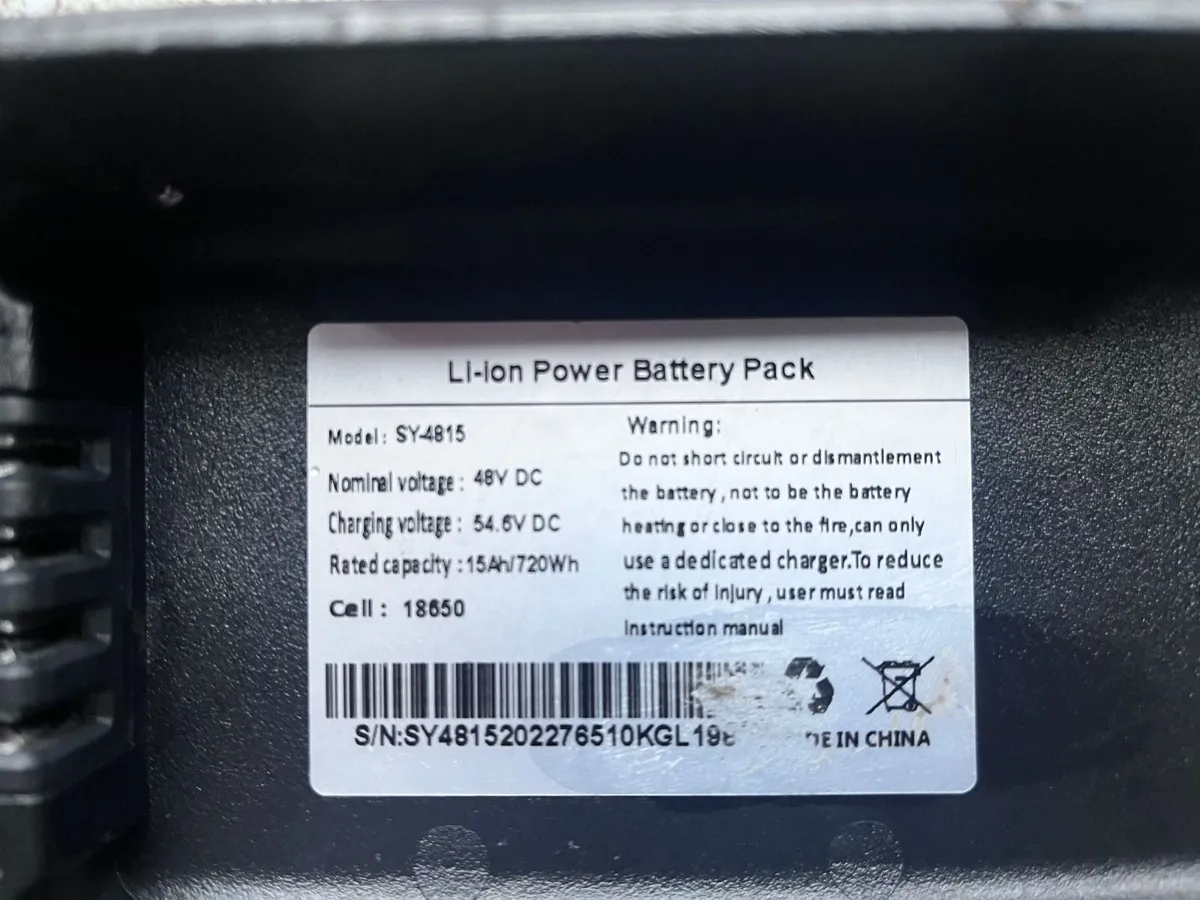 Li-ion Power Battery Pack
Model: SY-4815
Nominal voltage: 48V DC
Charging voltage: 54.6V DC
Rated capacity:15Ah/720Wh
Cell: 18650
Warning:
Do not short circuit or dismantlement
the battery,not to be the battery
heating or close to the fire,can only
use a dedicated charger.To reduce
the risk of injury,user must read
Instruction manual
S/N:SY4815202276510KGL19
IN CHINA